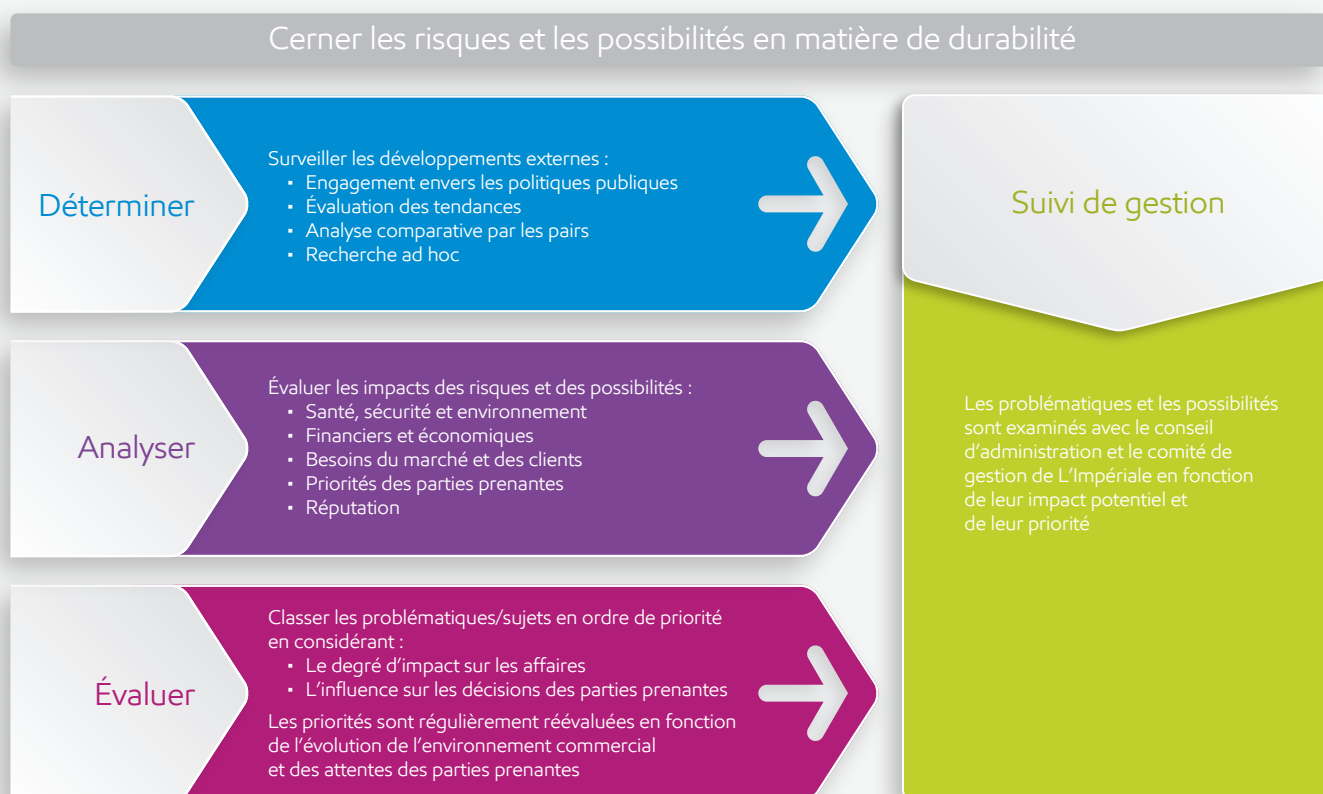 Cerner les risques et les possibilités en matière de durabilité
Déterminer
Surveiller les développements externes :
▪ Engagement envers les politiques publiques
▪ Évaluation des tendances
▪ Analyse comparative par les pairs
▪ Recherche ad hoc
Analyser
Évaluer les impacts des risques et des possibilités :
▪ Santé, sécurité et environnement
▪ Financiers et économiques
▪ Besoins du marché et des clients
▪ Priorités des parties prenantes
▪ Réputation
Évaluer
Classer les problématiques/sujets en ordre de priorité
en considérant :
▪ Le degré d’impact sur les affaires
▪ L’influence sur les décisions des parties prenantes
Les priorités sont régulièrement réévaluées en fonction
de l’évolution de l’environnement commercial
et des attentes des parties prenantes
Suivi de gestion
Les problématiques et les possibilités
sont examinés avec le conseil
d’administration et le comité de
gestion de L’Impériale en fonction
de leur impact potentiel et
de leur priorité